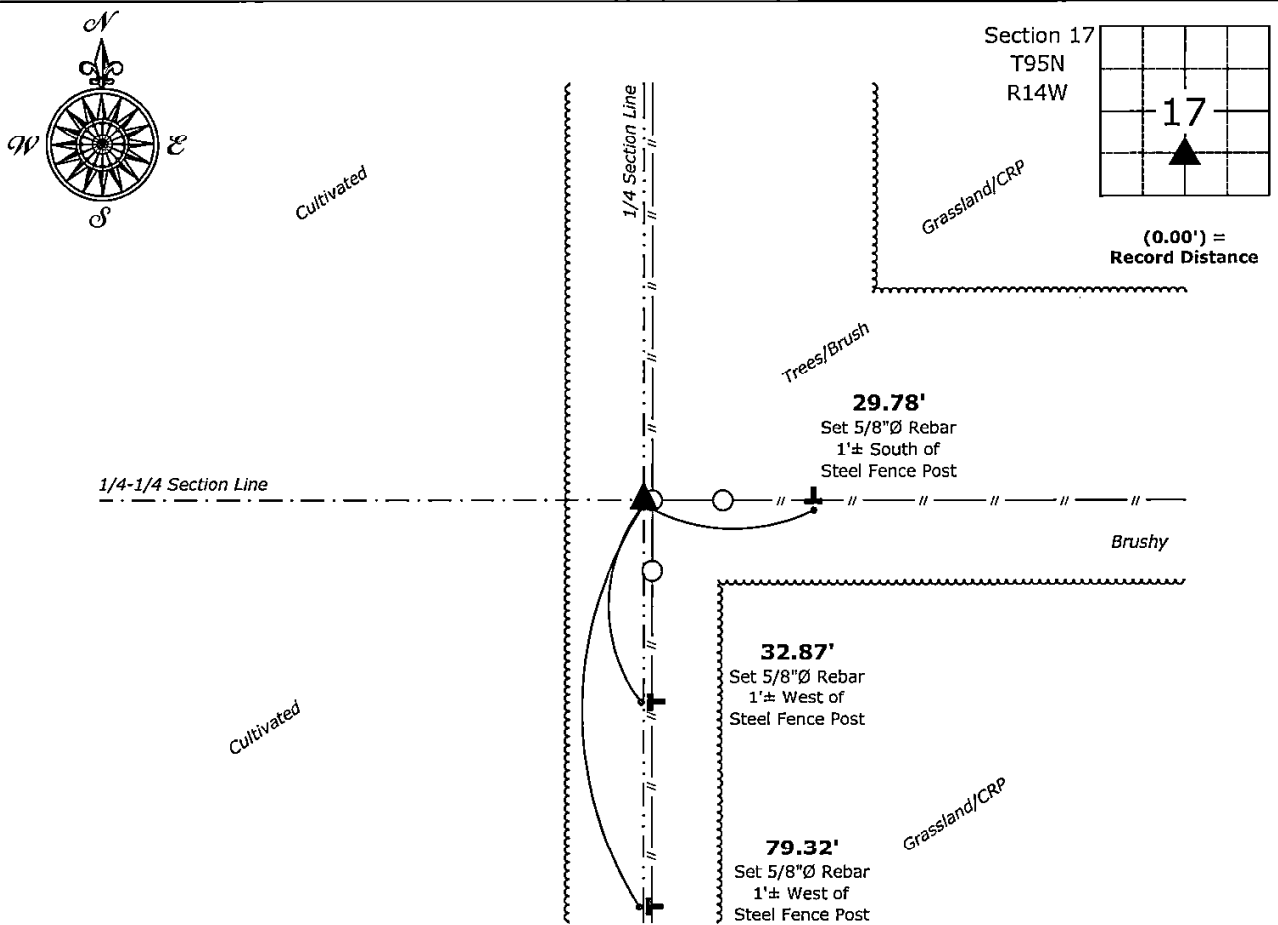 N
W
E
S
Section 17
T95N
R14W
17
(0.00') =
Record Distance
Cultivated
1/4 Section Line
Grassland/CRP
Trees/Brush
29.78'
Set 5/8"Ø Rebar
1'± South of
Steel Fence Post
1/4-1/4 Section Line
Brushy
32.87'
Set 5/8"Ø Rebar
1'± West of
Steel Fence Post
Cultivated
Grassland/CRP
79.32'
Set 5/8"Ø Rebar
1'± West of
Steel Fence Post